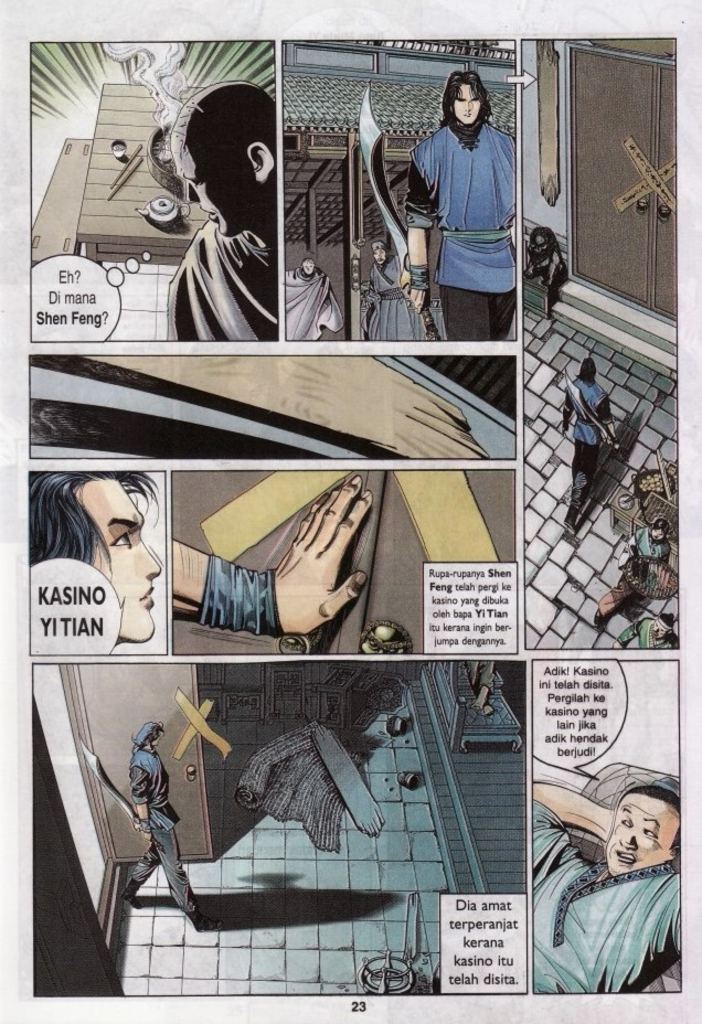 Eh?
Di mana
Shen Feng?
KASINO
YI TIAN
Rupa-rupanya Shen
Feng telah pergi ke
kasino yang dibuka
oleh bapa Yi Tian
itu kerana ingin ber-
jumpa dengannya.
Dia amat
terperanjat
kerana
kasino itu
telah disita.
Adik! Kasino
ini telah disita.
Pergilah ke
kasino yang
lain jika
adik hendak
berjudi!
23